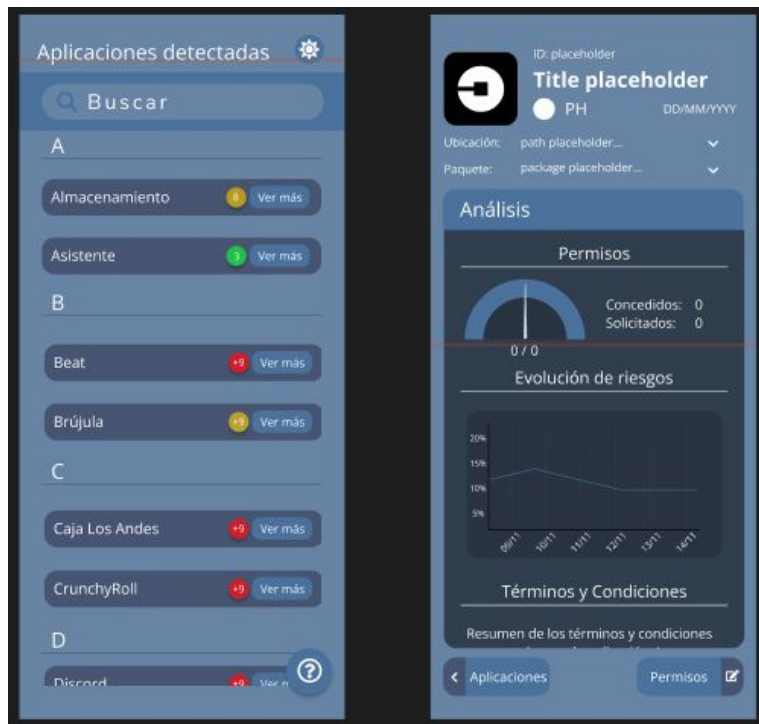 Aplicaciones detectadas
Buscar
A
Almacenamiento 8 Ver más
Asistente 3 Ver más
B
Beat +9 Ver más
Brújula +9 Ver más
C
Caja Los Andes +9 Ver más
CrunchyRoll +9 Ver más
D
Discord +9 Ver
?
ID: placeholder
Title placeholder
PH DD/MM/YYYY
Ubicación: path placeholder...
Paquete: package placeholder...
Análisis
Permisos
Concedidos: 0
Solicitados: 0
0 / 0
Evolución de riesgos
20%
15%
10%
5%
09/11 10/11 11/11 12/11 13/11 14/11
Términos y Condiciones
Resumen de los términos y condiciones
Aplicaciones
Permisos